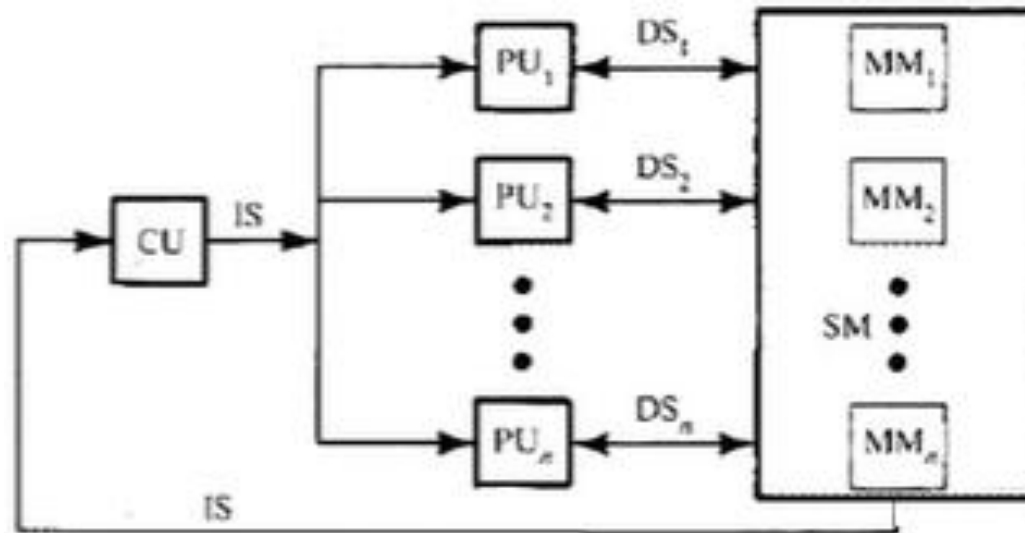 PU₁ DS₁ MM₁
PU₂ DS₂ MM₂
CU IS
SM
PUₙ DSₙ MMₙ
IS